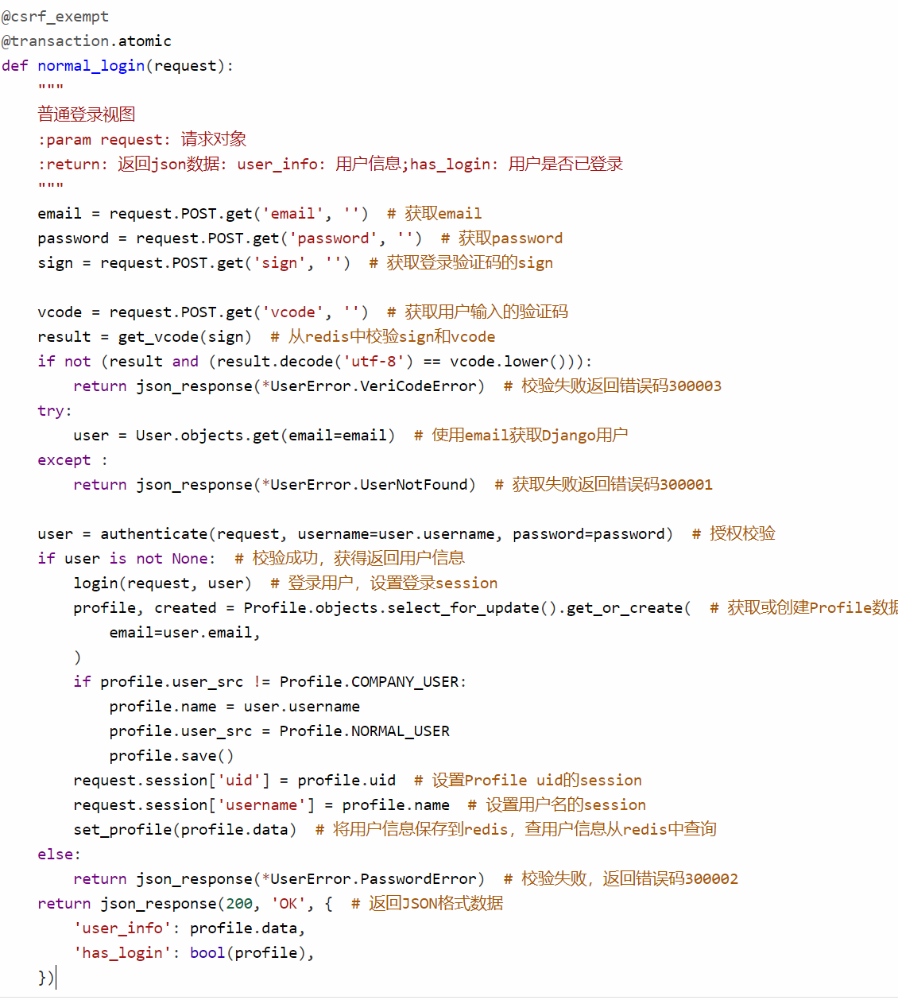 @csrf_exempt
@transaction.atomic
def normal_login(request):
    """
    普通登录视图
    :param request: 请求对象
    :return: 返回json数据: user_info: 用户信息;has_login: 用户是否已登录
    """
    email = request.POST.get('email', '')  # 获取email
    password = request.POST.get('password', '')  # 获取password
    sign = request.POST.get('sign', '')  # 获取登录验证码的sign

    vcode = request.POST.get('vcode', '')  # 获取用户输入的验证码
    result = get_vcode(sign)  # 从redis中校验sign和vcode
    if not (result and (result.decode('utf-8') == vcode.lower())):
        return json_response(*UserError.VeriCodeError)  # 校验失败返回错误码300003
    try:
        user = User.objects.get(email=email)  # 使用email获取Django用户
    except :
        return json_response(*UserError.UserNotFound)  # 获取失败返回错误码300001

    user = authenticate(request, username=user.username, password=password)  # 授权校验
    if user is not None:  # 校验成功，获得返回用户信息
        login(request, user)  # 登录用户，设置登录session
        profile, created = Profile.objects.select_for_update().get_or_create(  # 获取或创建Profile数据
            email=user.email,
        )
        if profile.user_src != Profile.COMPANY_USER:
            profile.name = user.username
            profile.user_src = Profile.NORMAL_USER
            profile.save()
        request.session['uid'] = profile.uid  # 设置Profile uid的session
        request.session['username'] = profile.name  # 设置用户名的session
        set_profile(profile.data)  # 将用户信息保存到redis，查用户信息从redis中查询
    else:
        return json_response(*UserError.PasswordError)  # 校验失败，返回错误码300002
    return json_response(200, 'OK', {  # 返回JSON格式数据
        'user_info': profile.data,
        'has_login': bool(profile),
    })